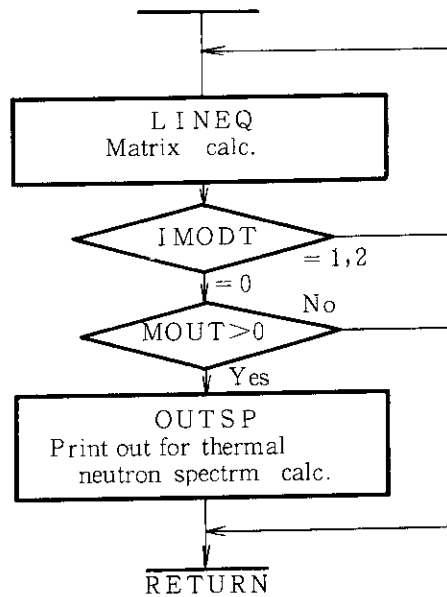 LINEQ
Matrix calc.
IMODT
= 1,2
= 0
No
MOUT>0
Yes
OUTSP
Print out for thermal
neutron spectrm calc.
RETURN